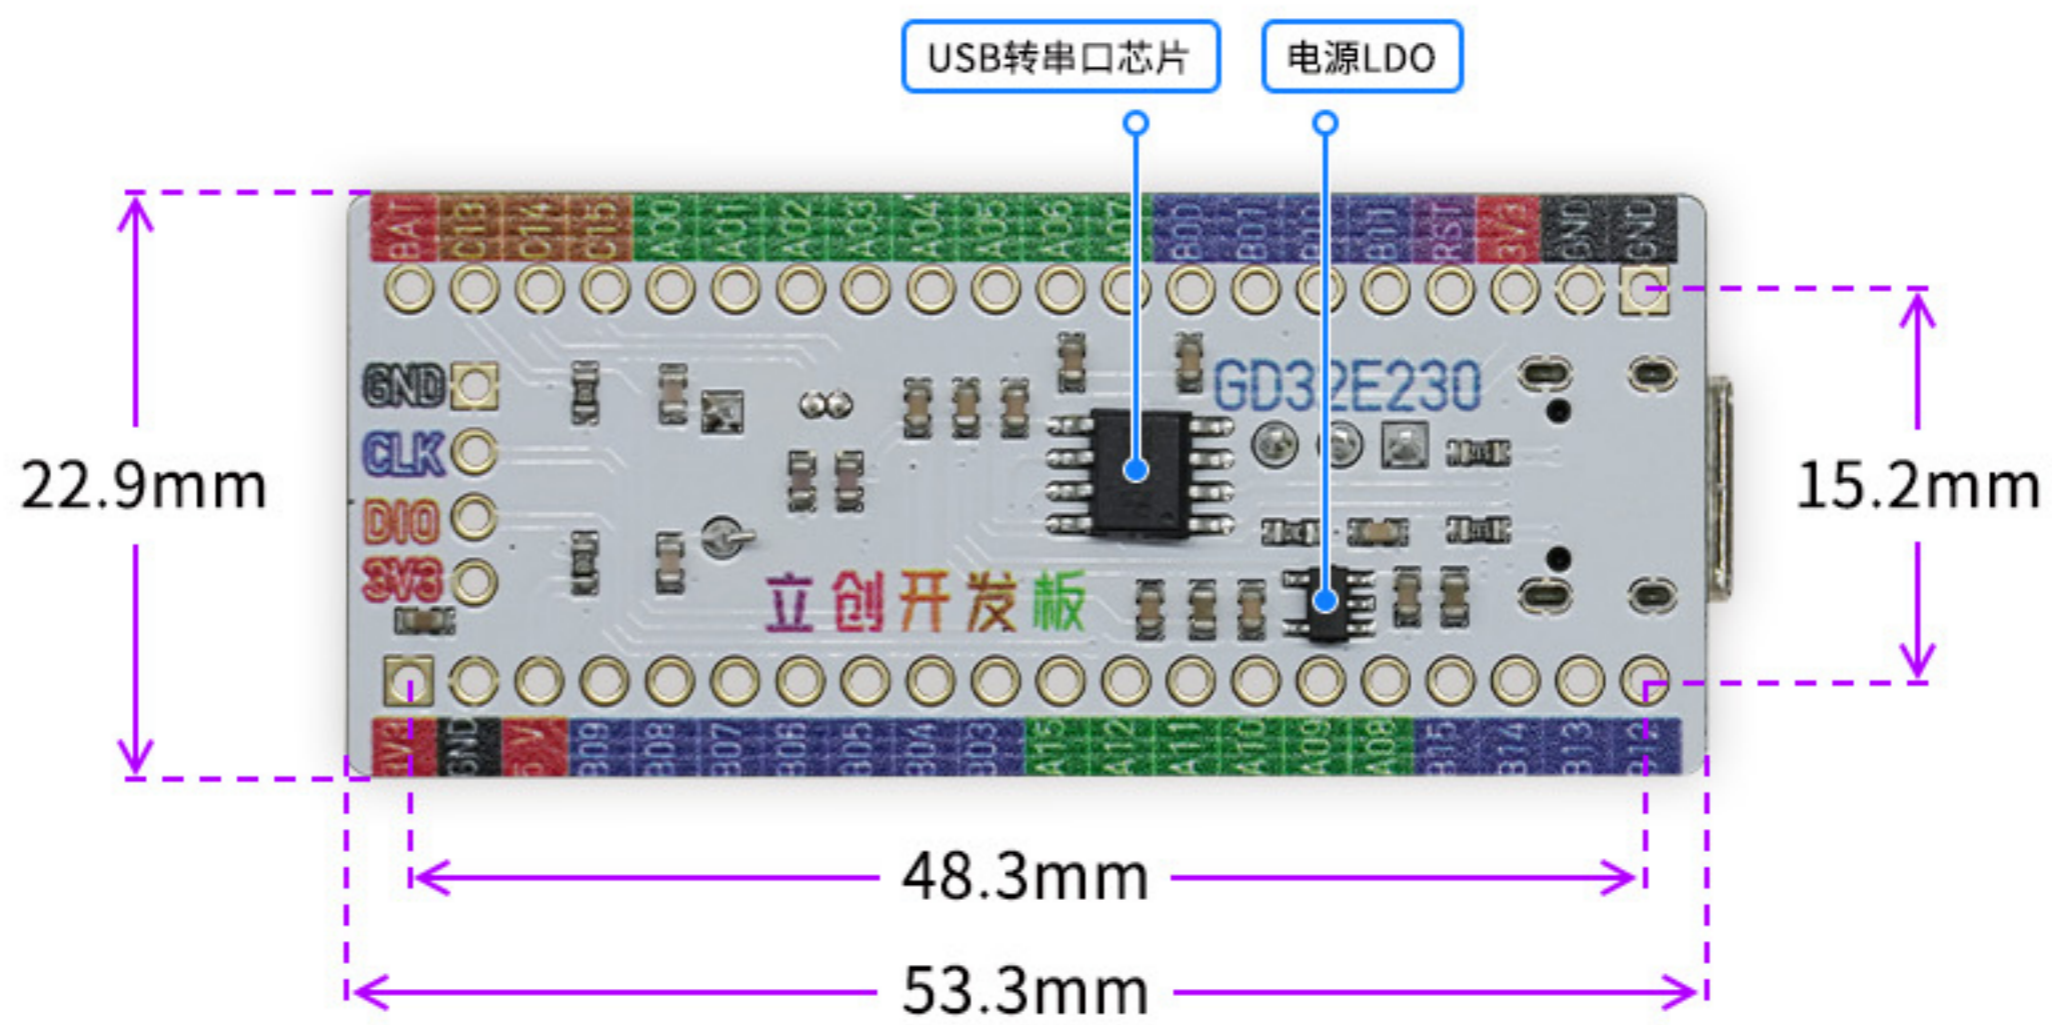 USB转串口芯片
电源LDO
BAT C13 C14 C15 A00 A01 A02 A03 A04 A05 A06 A07 B00 B01 B11 RST 3V3 GND GND
GND
CLK
DIO
3V3
GD32E230
22.9mm
15.2mm
立创开发板
3V3 GND 5V B09 B08 B07 B06 B05 B04 B03 A15 A12 A11 A10 A09 A08 B15 B14 B13 B12
48.3mm
53.3mm